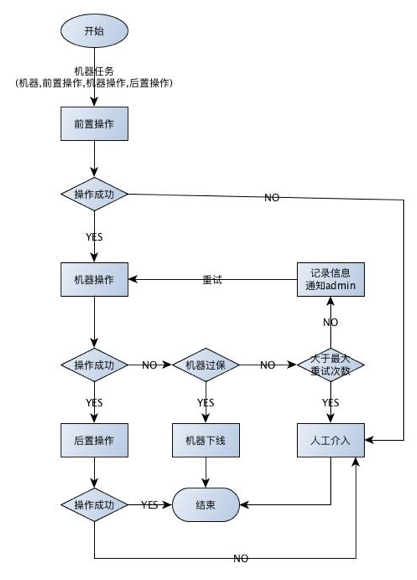 开始
机器任务
(机器,前置操作,机器操作,后置操作)
前置操作
操作成功
NO
YES
机器操作
重试
记录信息
通知admin
NO
操作成功
NO
机器过保
NO
大于最大
重试次数
YES
YES
YES
后置操作
机器下线
人工介入
操作成功
YES
结束
NO